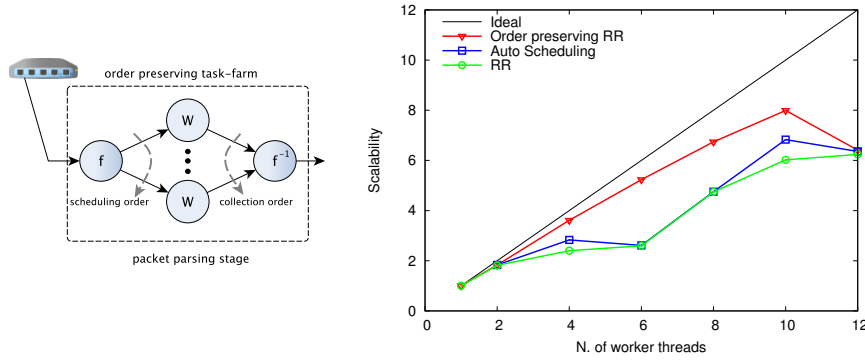 order preserving task-farm
W
f
f⁻¹
W
scheduling order
collection order
packet parsing stage
Ideal
Order preserving RR
Auto Scheduling
RR
Scalability
12
10
8
6
4
2
0
0 2 4 6 8 10 12
N. of worker threads